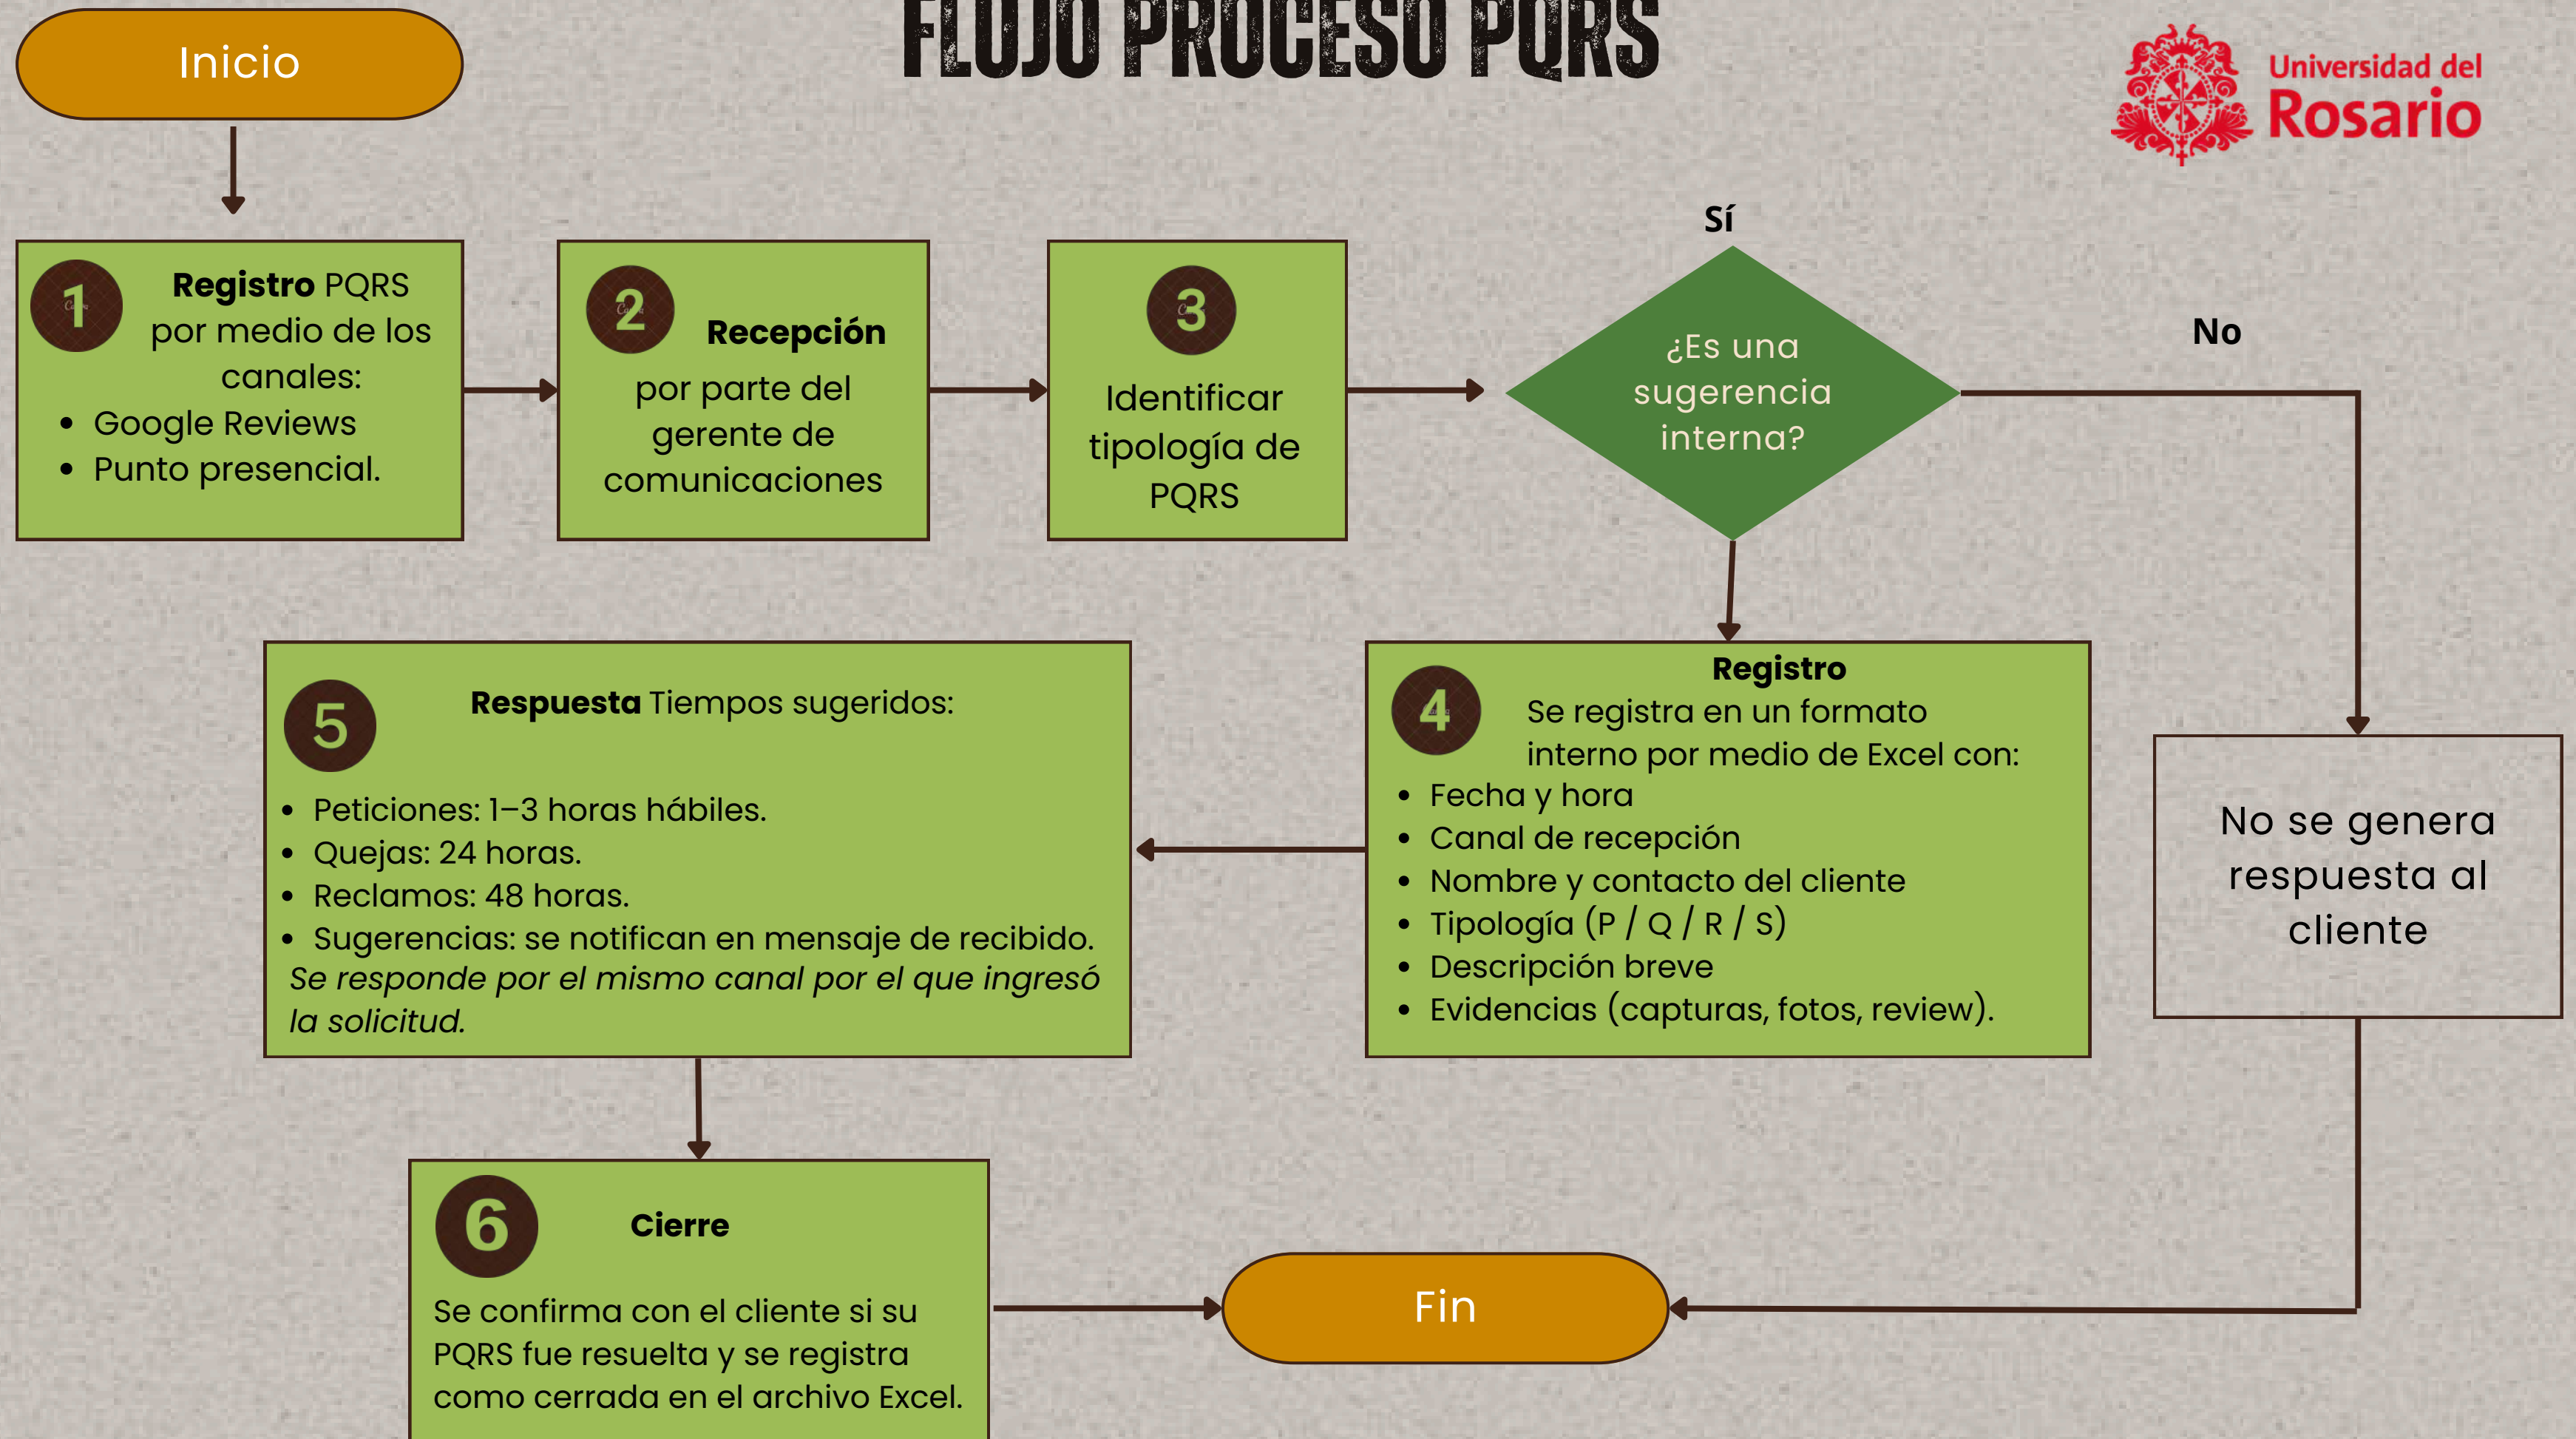 FLUJO PROCESO PQRS
Inicio
Universidad del
Rosario
1
Registro PQRS
por medio de los
canales:
• Google Reviews
• Punto presencial.
2
Recepción
por parte del
gerente de
comunicaciones
3
Identificar
tipología de
PQRS
Sí
¿Es una
sugerencia
interna?
No
4
Registro
Se registra en un formato
interno por medio de Excel con:
• Fecha y hora
• Canal de recepción
• Nombre y contacto del cliente
• Tipología (P / Q / R / S)
• Descripción breve
• Evidencias (capturas, fotos, review).
5
Respuesta Tiempos sugeridos:
• Peticiones: 1–3 horas hábiles.
• Quejas: 24 horas.
• Reclamos: 48 horas.
• Sugerencias: se notifican en mensaje de recibido.
Se responde por el mismo canal por el que ingresó
la solicitud.
No se genera
respuesta al
cliente
6
Cierre
Se confirma con el cliente si su
PQRS fue resuelta y se registra
como cerrada en el archivo Excel.
Fin